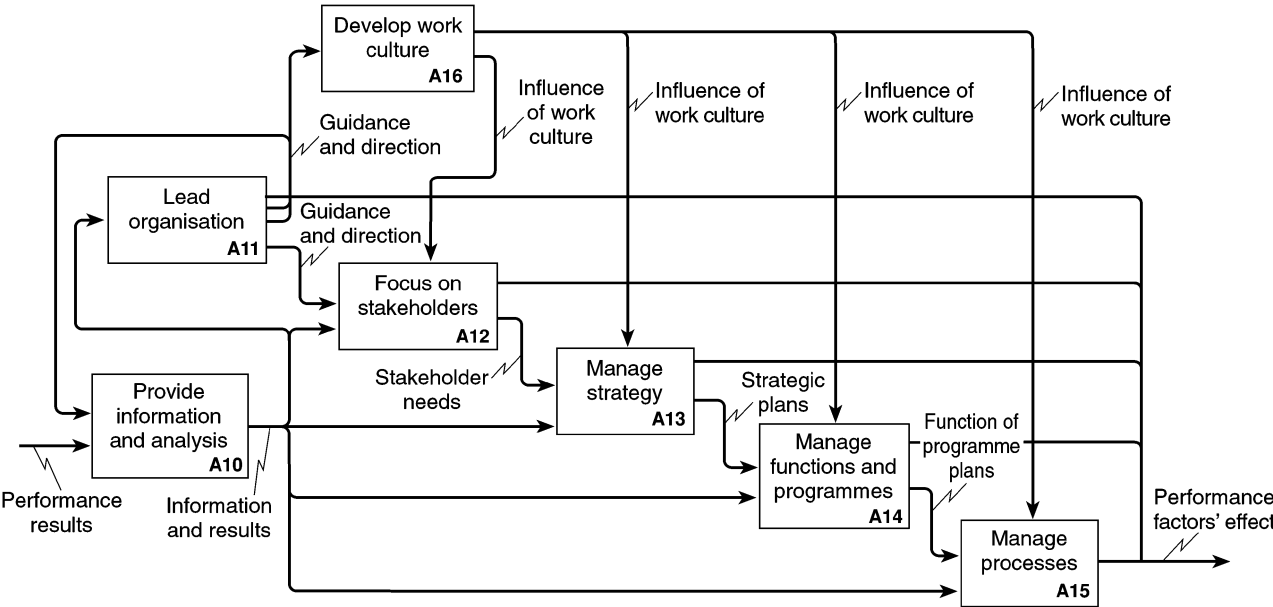 Develop work
culture
A16
Influence
of work
culture
Influence of
work culture
Influence of
work culture
Influence of
work culture
Guidance
and direction
Lead
organisation
A11
Guidance
and direction
Focus on
stakeholders
A12
Stakeholder
needs
Manage
strategy
A13
Strategic
plans
Provide
information
and analysis
A10
Performance
results
Information
and results
Manage
functions and
programmes
A14
Function of
programme
plans
Manage
processes
A15
Performance
factors' effect